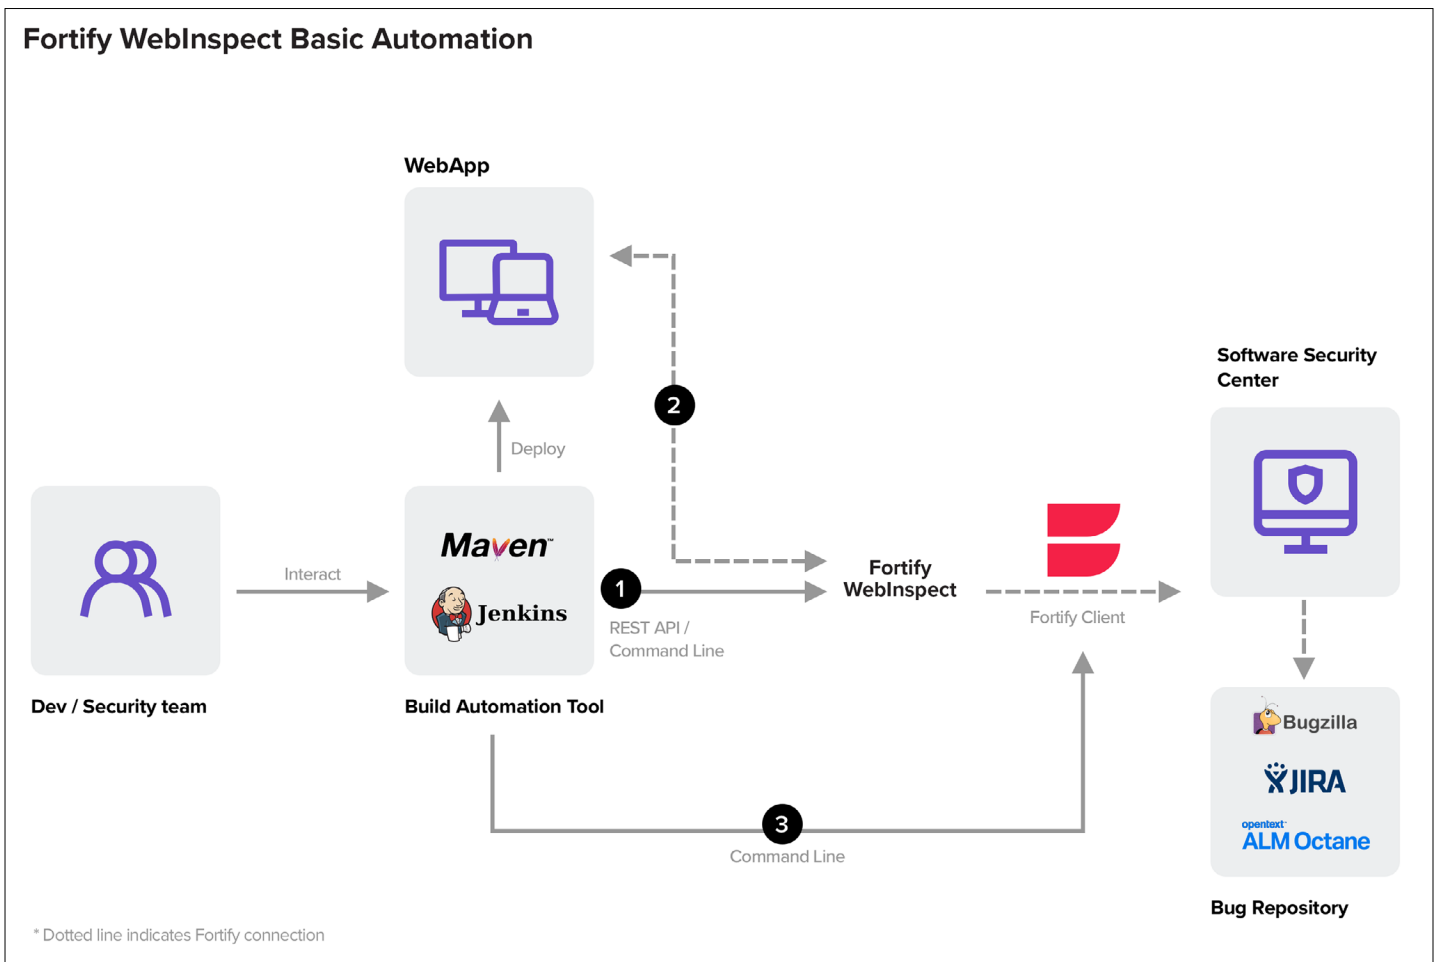 Fortify WebInspect Basic Automation
WebApp
2
Software Security
Center
Deploy
Maven™
Jenkins
Interact
1
REST API /
Command Line
Fortify
WebInspect
Fortify Client
Dev / Security team
Build Automation Tool
Bugzilla
JIRA
opentext™
ALM Octane
3
Command Line
Bug Repository
* Dotted line indicates Fortify connection